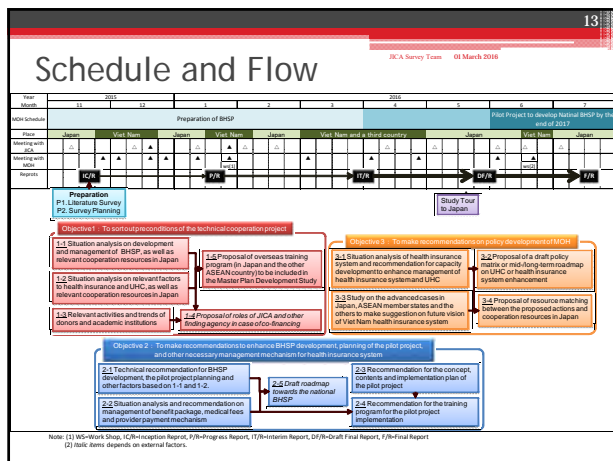 13
JICA Survey Team 01 March 2016
Schedule and Flow
Year 2015 2016
Month 11 12 1 2 3 4 5 6 7
MOH Schedule Preparation of BHSP Pilot Project to develop Natinal BHSP by the
end of 2017
Place Japan Viet Nam Japan Viet Nam Japan Viet Nam and a third country Japan Viet Nam Japan
Meeting with
JICA
Meeting with
MOH
ws(1) ws(2)
Reprots IC/R P/R IT/R DF/R F/R
Preparation
P1. Literature Survey
P2. Survey Planning
Study Tour
to Japan
Objective1 : To sort out preconditions of the technical cooperation project
1-1 Situation analysis on development
and management of BHSP, as well as
relevant cooperation resources in Japan
1-2 Situation analysis on relevant factors
to health insurance and UHC, as well as
relevant cooperation resources in Japan
1-3 Relevant activities and trends of
donors and academic institutions
1-5 Proposal of overseas training
program (in Japan and the other
ASEAN country) to be included in
the Master Plan Development Study
1-4 Proposal of roles of JICA and other
finding agency in case of co-financing
Objective 3 : To make recommendations on policy development of MOH
3-1 Situation analysis of health insurance
system and recommendation for
capacity development to enhance management of
health insurance system and UHC
3-3 Study on the advanced cases in
Japan, ASEAN member states and the
others to make suggestion on future vision
of Viet Nam health insurance system
3-2 Proposal of a draft policy
matrix or mid-long-term roadmap
on UHC or health insurance
system enhancement
3-4 Proposal of resource matching
between the proposed actions and
cooperation resources in Japan
Objective 2 : To make recommendations to enhance BHSP development, planning of the pilot project,
and other necessary management mechanism for health insurance system
2-1 Technical recommendation for BHSP
development, the pilot project planning and
other factors based on 1-1 and 1-2.
2-2 Situation analysis and recommendation on
management of benefit package, medical fees
and provider payment mechanism
2-5 Draft roadmap
towards the national
BHSP
2-3 Recommendation for the concept,
contents and implementation plan of
the pilot project
2-4 Recommendation for the training
program for the pilot project
implementation
Note: (1) WS=Work Shop, IC/R=Inception Reprot, P/R=Progress Report, IT/R=Interim Report, DF/R=Draft Final Report, F/R=Final Report
(2) Italic items depends on external factors.